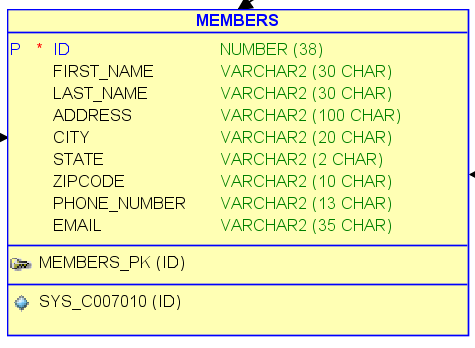 MEMBERS
P * ID NUMBER (38)
FIRST_NAME VARCHAR2 (30 CHAR)
LAST_NAME VARCHAR2 (30 CHAR)
ADDRESS VARCHAR2 (100 CHAR)
CITY VARCHAR2 (20 CHAR)
STATE VARCHAR2 (2 CHAR)
ZIPCODE VARCHAR2 (10 CHAR)
PHONE_NUMBER VARCHAR2 (13 CHAR)
EMAIL VARCHAR2 (35 CHAR)
MEMBERS_PK (ID)
SYS_C007010 (ID)